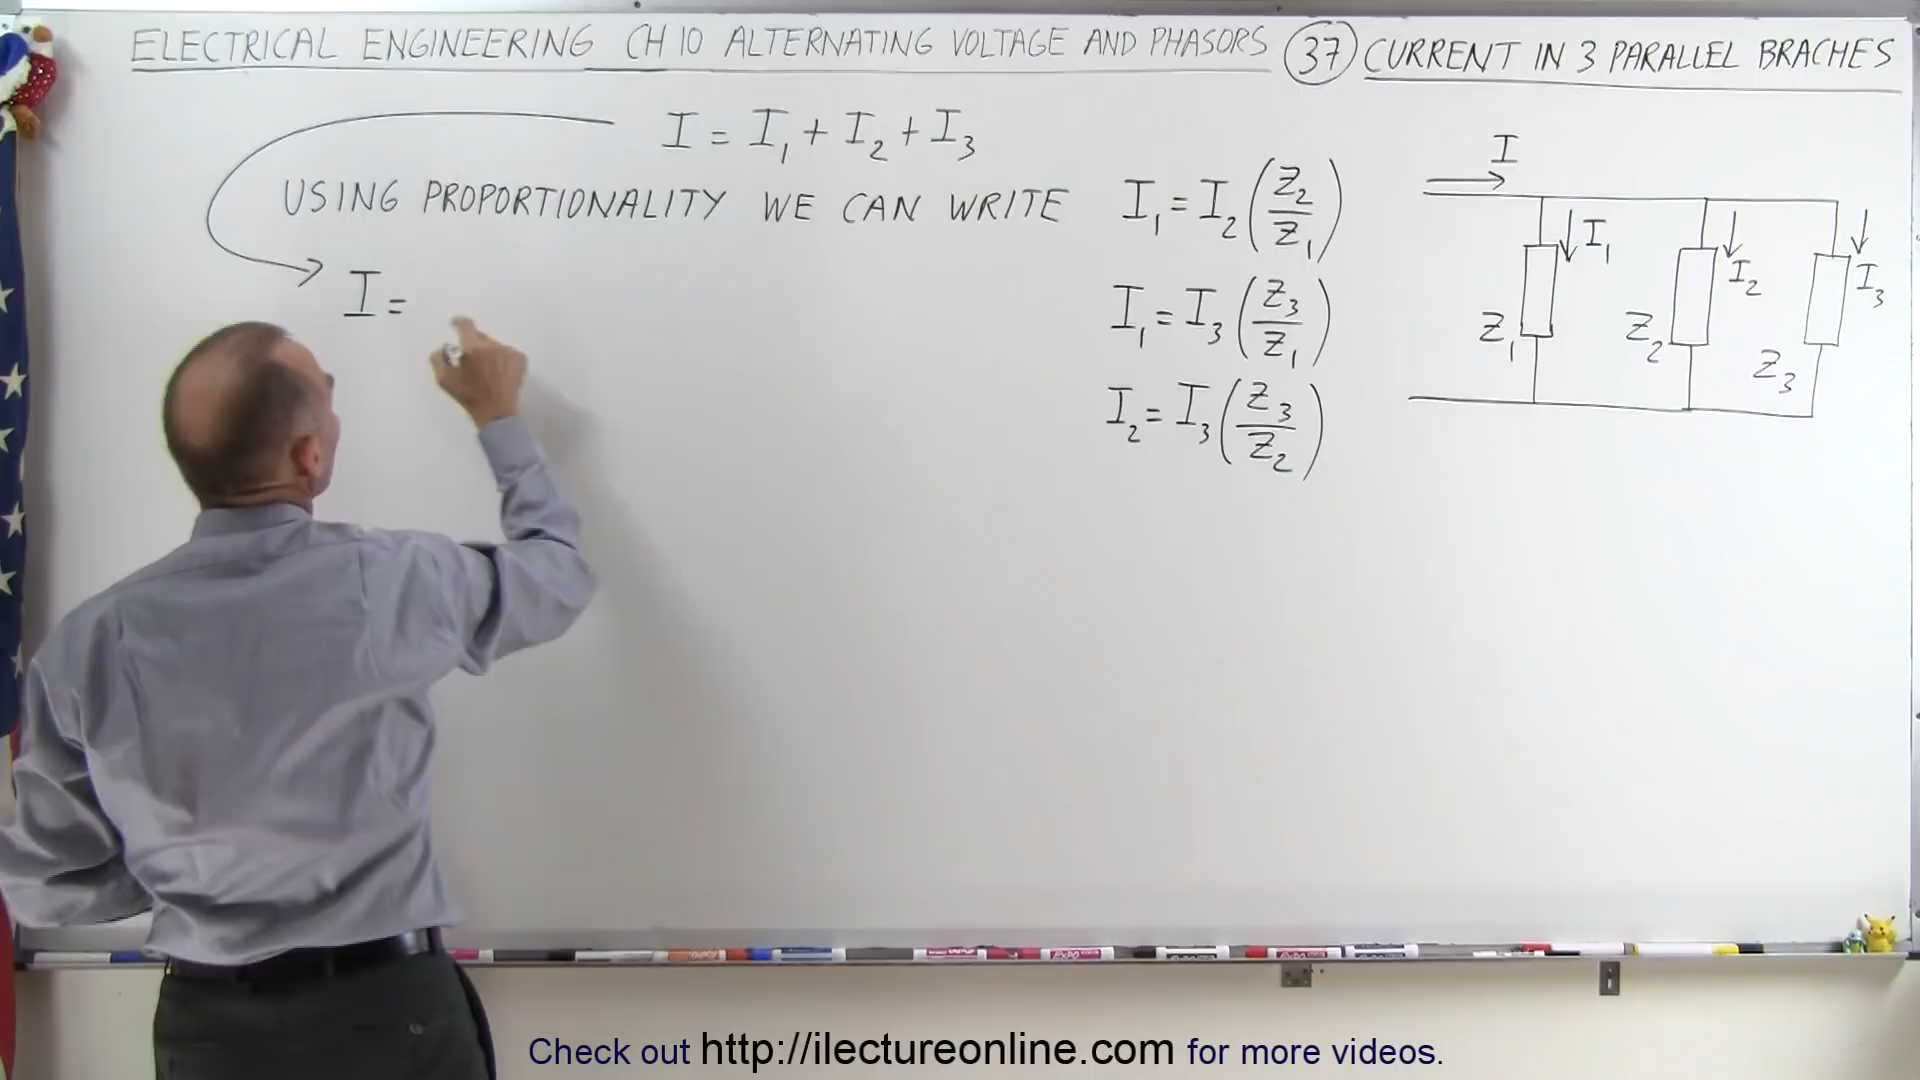 ELECTRICAL ENGINEERING CH 10 ALTERNATING VOLTAGE AND PHASORS 37 CURRENT IN 3 PARALLEL BRACHES
I = I₁ + I₂ + I₃
USING PROPORTIONALITY WE CAN WRITE
I₁ = I₂ (Z₂/Z₁)
I₁ = I₃ (Z₃/Z₁)
I₂ = I₃ (Z₃/Z₂)
I =
I
I₁
I₂
I₃
Z₁
Z₂
Z₃
Check out http://ilectureonline.com for more videos.